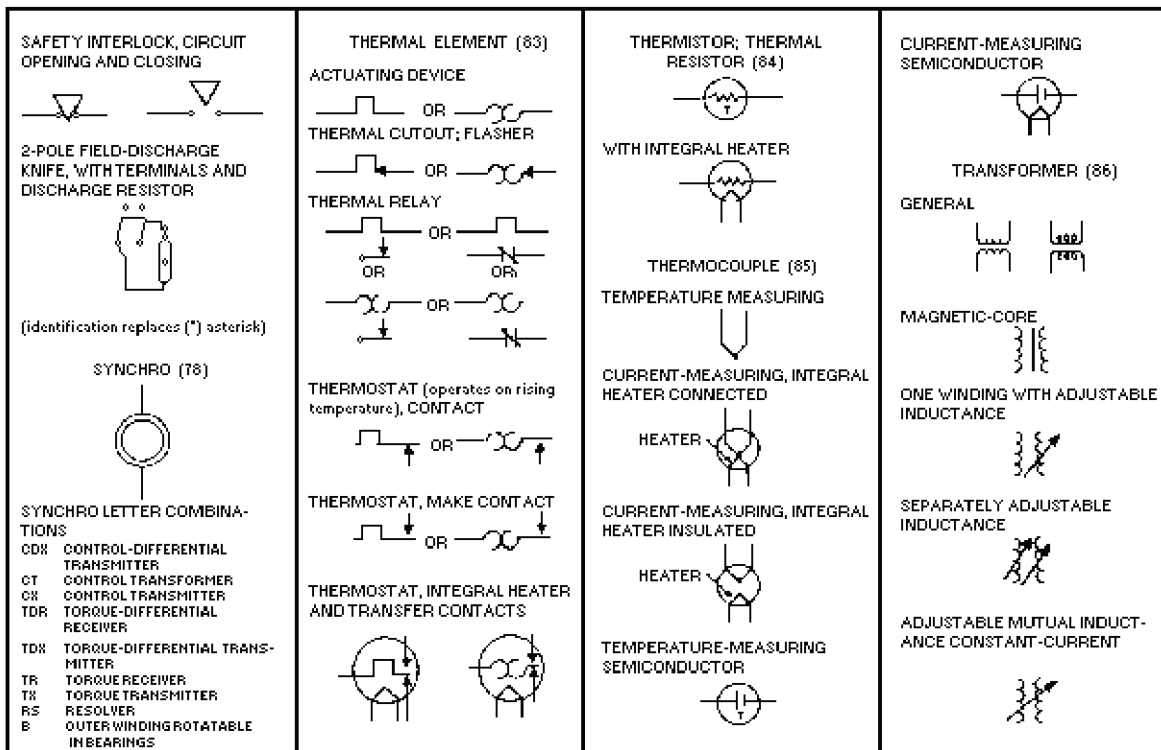 SAFETY INTERLOCK, CIRCUIT
OPENING AND CLOSING
2-POLE FIELD-DISCHARGE
KNIFE, WITH TERMINALS AND
DISCHARGE RESISTOR
(identification replaces (*) asterisk)
SYNCHRO (78)
SYNCHRO LETTER COMBINA-
TIONS
CDX CONTROL-DIFFERENTIAL
TRANSMITTER
CT CONTROL TRANSFORMER
CX CONTROL TRANSMITTER
TDR TORQUE-DIFFERENTIAL
RECEIVER
TDX TORQUE-DIFFERENTIAL TRANS-
MITTER
TR TORQUE RECEIVER
TX TORQUE TRANSMITTER
RS RESOLVER
B OUTER WINDING ROTATABLE
IN BEARINGS
THERMAL ELEMENT (83)
ACTUATING DEVICE
OR
THERMAL CUTOUT; FLASHER
OR
THERMAL RELAY
OR
OR OR
OR
THERMOSTAT (operates on rising
temperature), CONTACT
OR
THERMOSTAT, MAKE CONTACT
OR
THERMOSTAT, INTEGRAL HEATER
AND TRANSFER CONTACTS
THERMISTOR; THERMAL
RESISTOR (84)
T
WITH INTEGRAL HEATER
THERMOCOUPLE (85)
TEMPERATURE MEASURING
CURRENT-MEASURING, INTEGRAL
HEATER CONNECTED
HEATER
CURRENT-MEASURING, INTEGRAL
HEATER INSULATED
HEATER
TEMPERATURE-MEASURING
SEMICONDUCTOR
T
CURRENT-MEASURING
SEMICONDUCTOR
TRANSFORMER (86)
GENERAL
MAGNETIC-CORE
ONE WINDING WITH ADJUSTABLE
INDUCTANCE
SEPARATELY ADJUSTABLE
INDUCTANCE
ADJUSTABLE MUTUAL INDUCT-
ANCE CONSTANT-CURRENT